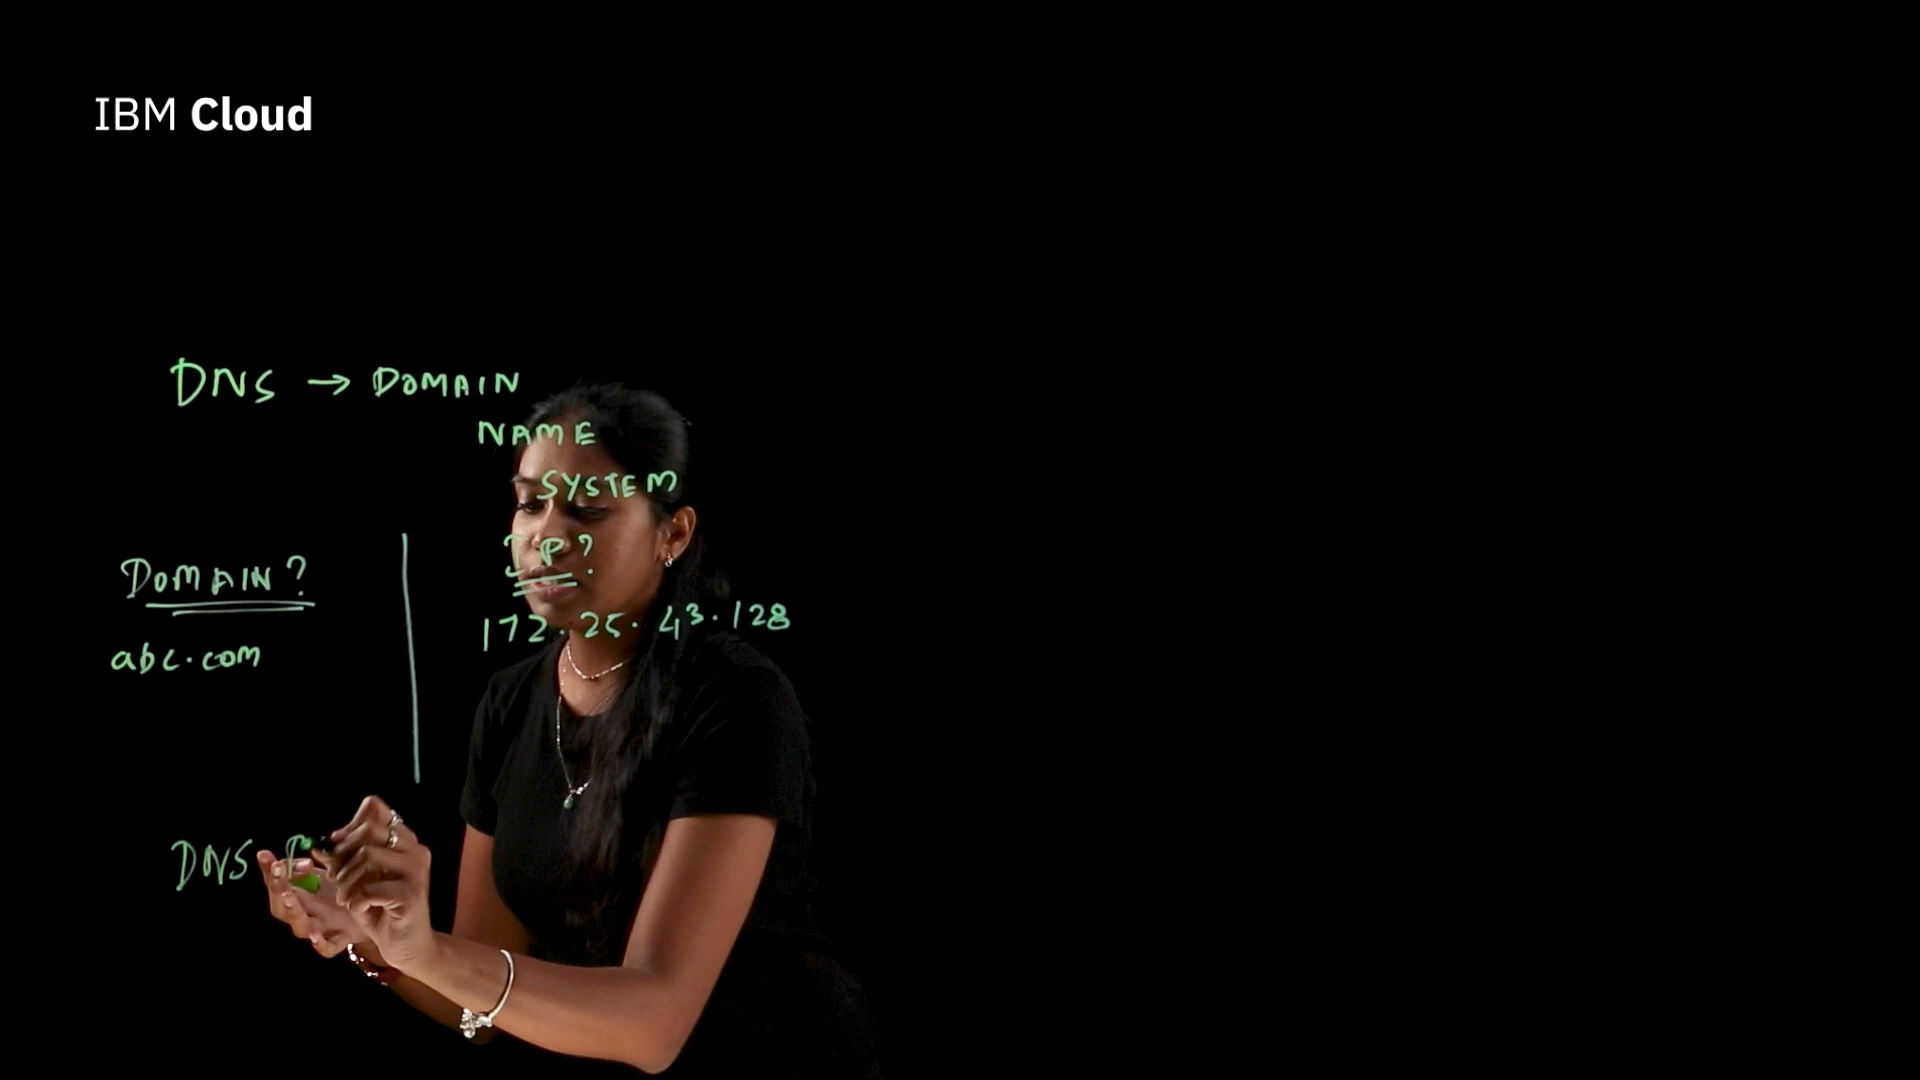 IBM Cloud
DNS → DOMAIN
NAME
SYSTEM
DOMAIN?
abc.com
IP?
172.25.43.128
DNS